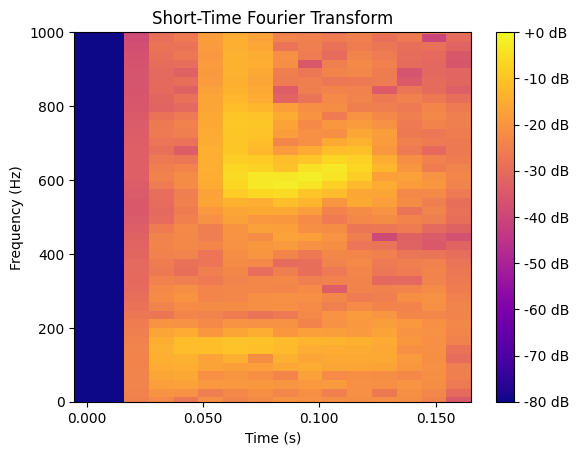 Short-Time Fourier Transform
Frequency (Hz)
1000
800
600
400
200
0
0.000
0.050
0.100
0.150
Time (s)
+0 dB
-10 dB
-20 dB
-30 dB
-40 dB
-50 dB
-60 dB
-70 dB
-80 dB